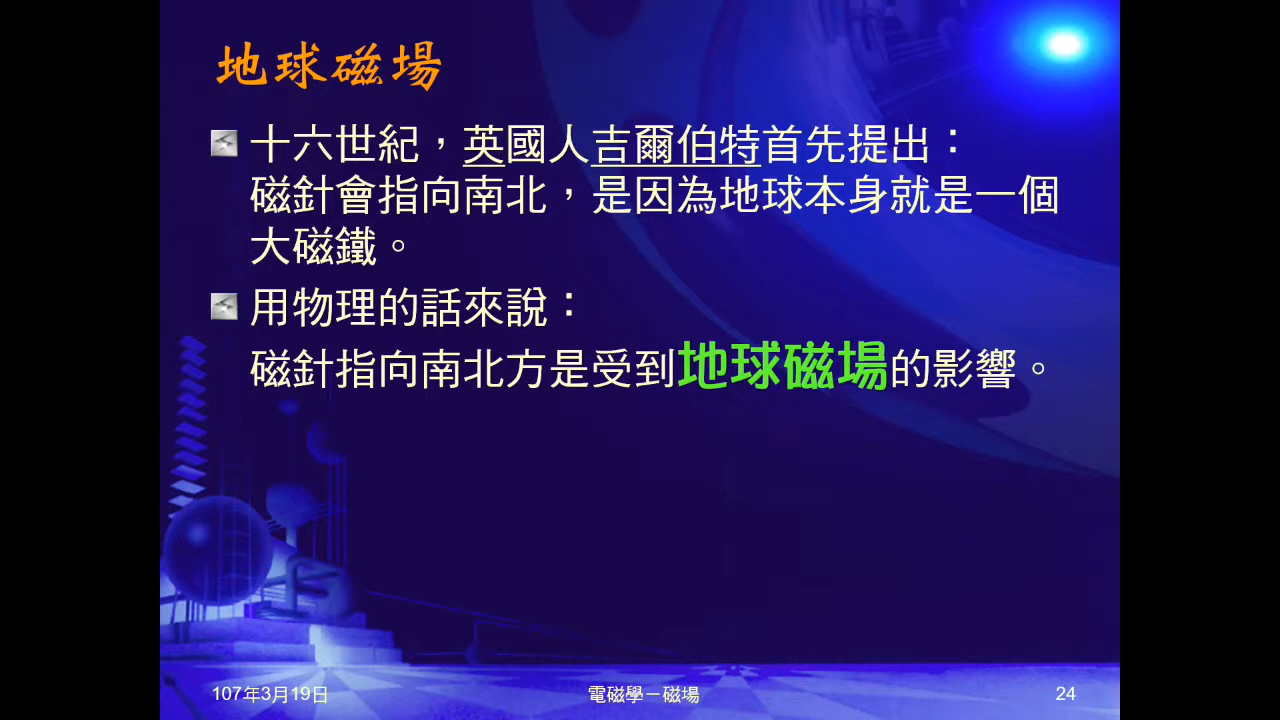 地球磁場
十六世紀，英國人吉爾伯特首先提出：
磁針會指向南北，是因為地球本身就是一個
大磁鐵。
用物理的話來說：
磁針指向南北方是受到地球磁場的影響。
107年3月19日
電磁學－磁場
24